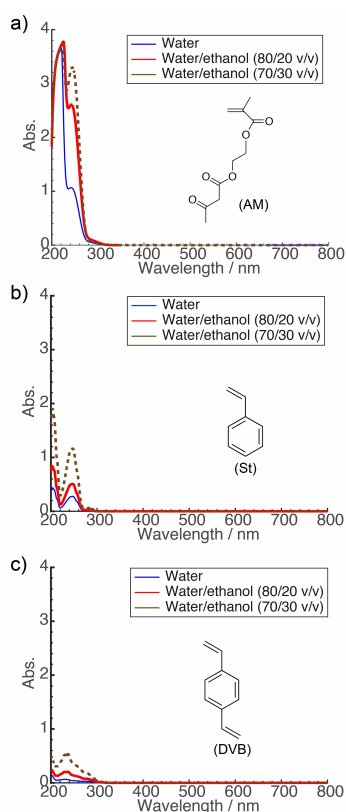 a)
4
Water
Water/ethanol (80/20 v/v)
Water/ethanol (70/30 v/v)
3
Abs.
2
O
O
O
O
O
(AM)
1
0
200 300 400 500 600 700 800
Wavelength / nm
b)
4
Water
Water/ethanol (80/20 v/v)
Water/ethanol (70/30 v/v)
3
Abs.
2
1
(St)
0
200 300 400 500 600 700 800
Wavelength / nm
c)
4
Water
Water/ethanol (80/20 v/v)
Water/ethanol (70/30 v/v)
3
Abs.
2
1
(DVB)
0
200 300 400 500 600 700 800
Wavelength / nm